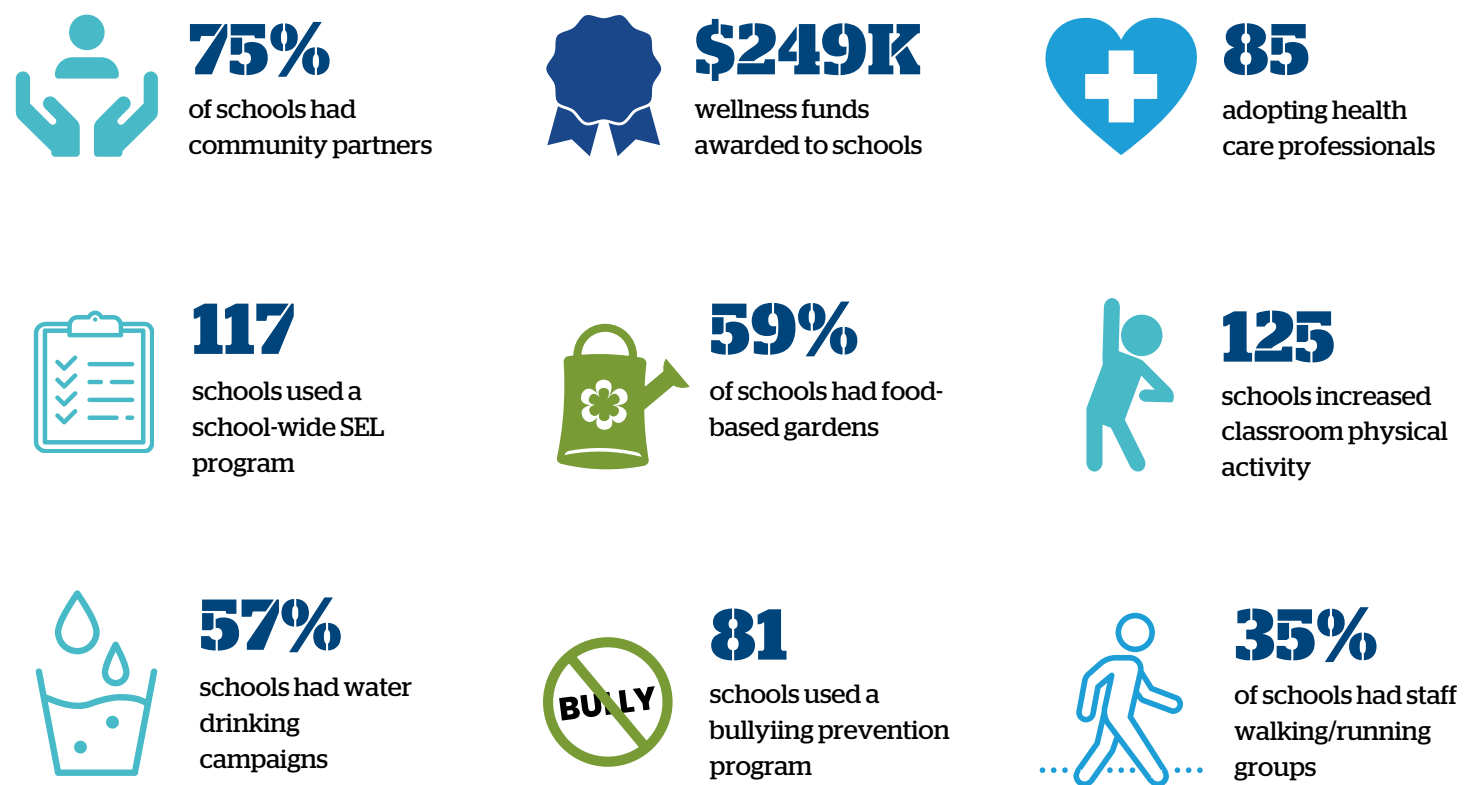 75%
of schools had
community partners
$249K
wellness funds
awarded to schools
85
adopting health
care professionals
117
schools used a
school-wide SEL
program
59%
of schools had food-
based gardens
125
schools increased
classroom physical
activity
57%
schools had water
drinking
campaigns
BULLY
81
schools used a
bullyiing prevention
program
35%
of schools had staff
walking/running
groups